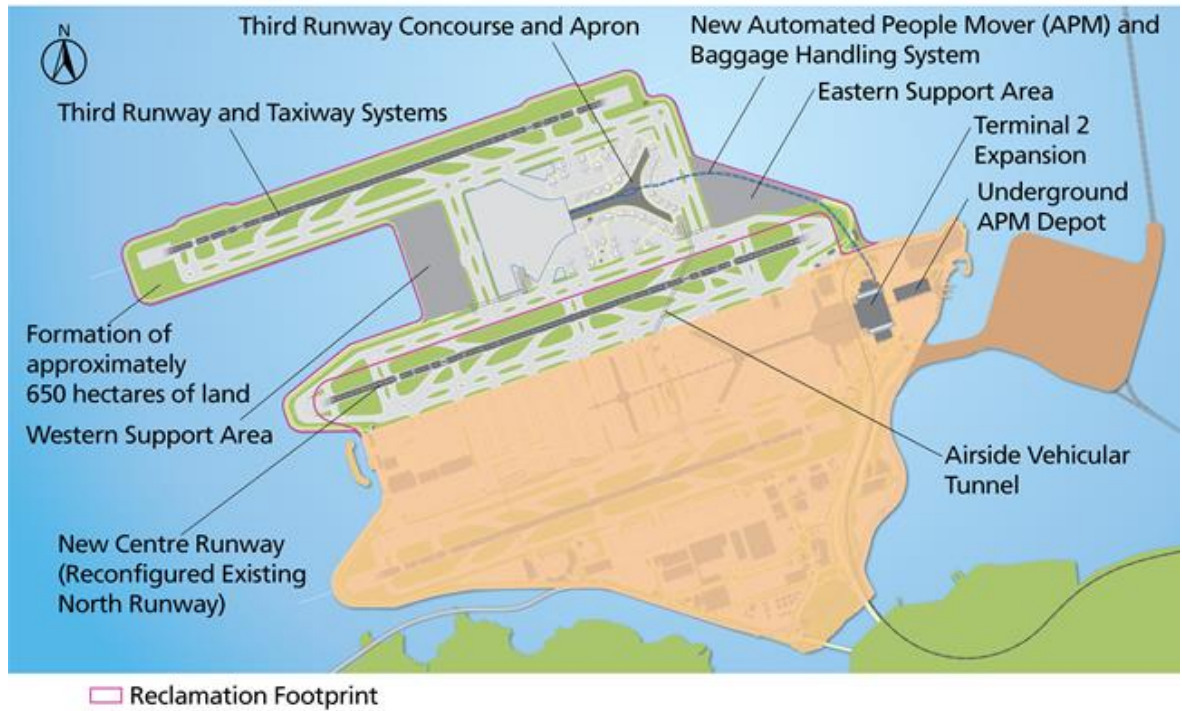 N
Third Runway Concourse and Apron
New Automated People Mover (APM) and
Baggage Handling System
Third Runway and Taxiway Systems
Eastern Support Area
Terminal 2
Expansion
Underground
APM Depot
Formation of
approximately
650 hectares of land
Western Support Area
Airside Vehicular
Tunnel
New Centre Runway
(Reconfigured Existing
North Runway)
Reclamation Footprint